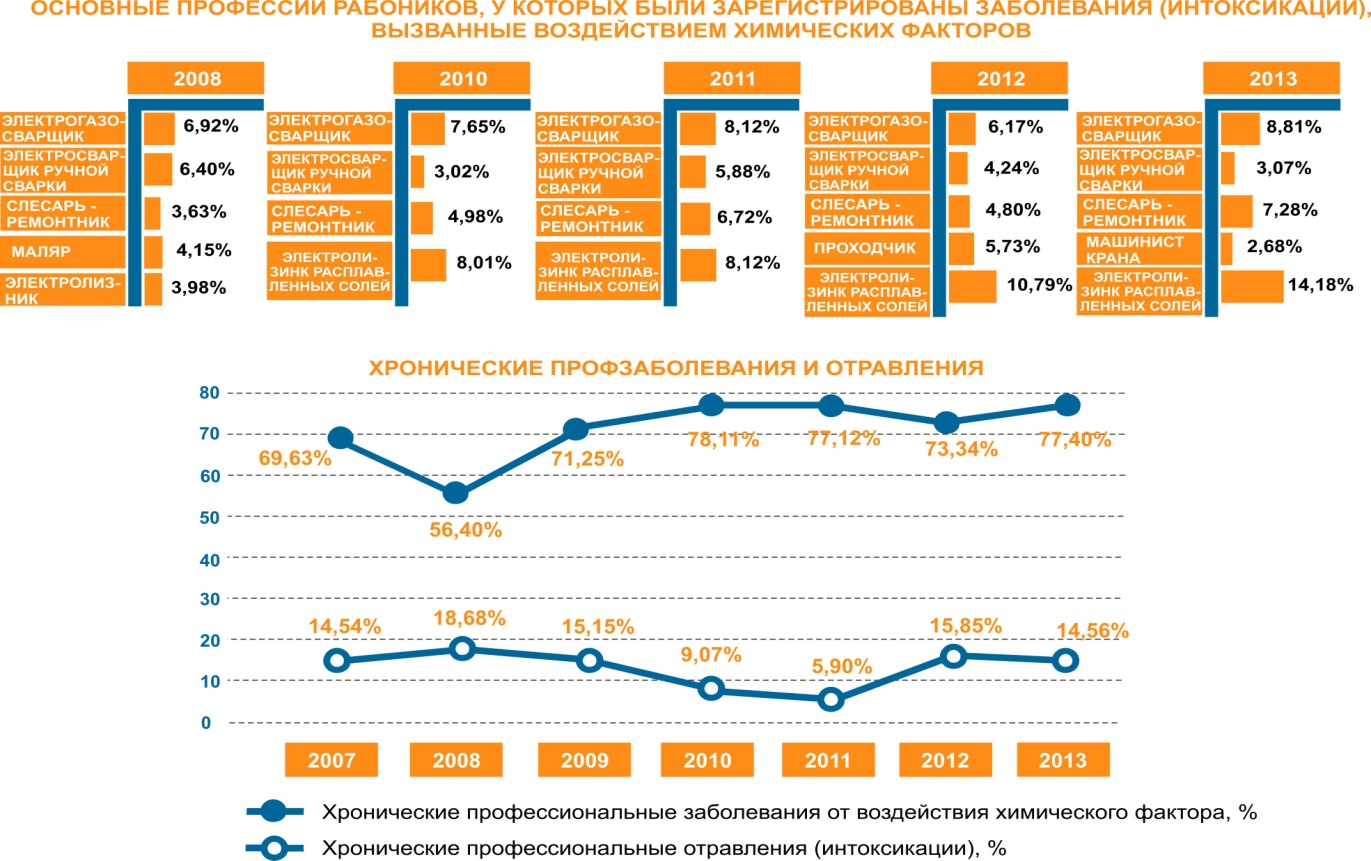 ОСНОВНЫЕ ПРОФЕССИИ РАБОНИКОВ, У КОТОРЫХ БЫЛИ ЗАРЕГИСТРИРОВАНЫ ЗАБОЛЕВАНИЯ (ИНТОКСИКАЦИИ),
ВЫЗВАННЫЕ ВОЗДЕЙСТВИЕМ ХИМИЧЕСКИХ ФАКТОРОВ
2008
ЭЛЕКТРОГАЗО-
СВАРЩИК
6,92%
ЭЛЕКТРОСВАР-
ЩИК РУЧНОЙ
СВАРКИ
6,40%
СЛЕСАРЬ -
РЕМОНТНИК
3,63%
МАЛЯР
4,15%
ЭЛЕКТРОЛИЗ-
НИК
3,98%
2010
ЭЛЕКТРОГАЗО-
СВАРЩИК
7,65%
ЭЛЕКТРОСВАР-
ЩИК РУЧНОЙ
СВАРКИ
3,02%
СЛЕСАРЬ -
РЕМОНТНИК
4,98%
ЭЛЕКТРОЛИ-
ЗИНК РАСПЛАВ-
ЛЕННЫХ СОЛЕЙ
8,01%
2011
ЭЛЕКТРОГАЗО-
СВАРЩИК
8,12%
ЭЛЕКТРОСВАР-
ЩИК РУЧНОЙ
СВАРКИ
5,88%
СЛЕСАРЬ -
РЕМОНТНИК
6,72%
ЭЛЕКТРОЛИ-
ЗИНК РАСПЛАВ-
ЛЕННЫХ СОЛЕЙ
8,12%
2012
ЭЛЕКТРОГАЗО-
СВАРЩИК
6,17%
ЭЛЕКТРОСВАР-
ЩИК РУЧНОЙ
СВАРКИ
4,24%
СЛЕСАРЬ -
РЕМОНТНИК
4,80%
ПРОХОДЧИК
5,73%
ЭЛЕКТРОЛИ-
ЗИНК РАСПЛАВ-
ЛЕННЫХ СОЛЕЙ
10,79%
2013
ЭЛЕКТРОГАЗО-
СВАРЩИК
8,81%
ЭЛЕКТРОСВАР-
ЩИК РУЧНОЙ
СВАРКИ
3,07%
СЛЕСАРЬ -
РЕМОНТНИК
7,28%
МАШИНИСТ
КРАНА
2,68%
ЭЛЕКТРОЛИ-
ЗИНК РАСПЛАВ-
ЛЕННЫХ СОЛЕЙ
14,18%
ХРОНИЧЕСКИЕ ПРОФЗАБОЛЕВАНИЯ И ОТРАВЛЕНИЯ
80
70
60
50
40
30
20
10
0
69,63%
56,40%
71,25%
78,11%
77,12%
73,34%
77,40%
14,54%
18,68%
15,15%
9,07%
5,90%
15,85%
14,56%
2007
2008
2009
2010
2011
2012
2013
Хронические профессиональные заболевания от воздействия химического фактора, %
Хронические профессиональные отравления (интоксикации), %